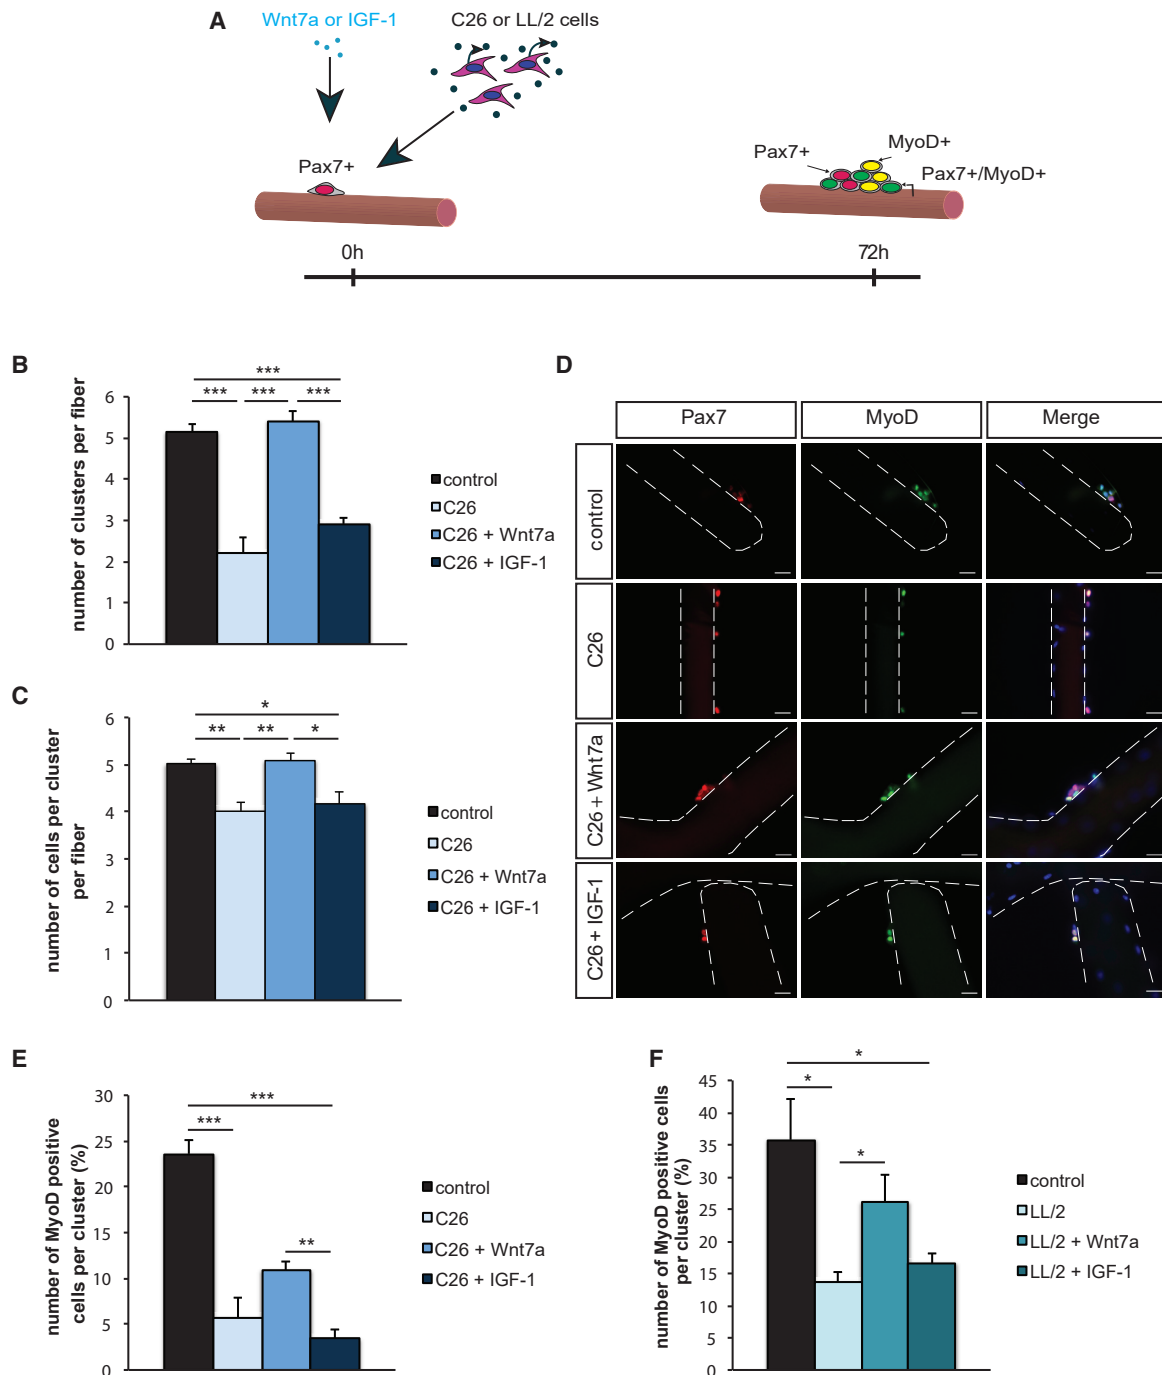 A
Wnt7a or IGF-1
C26 or LL/2 cells
Pax7+
Pax7+
MyoD+
Pax7+/MyoD+
0h
72h
B
number of clusters per fiber
6
5
4
3
2
1
0
***
*** *** ***
control
C26
C26 + Wnt7a
C26 + IGF-1
C
number of cells per cluster
per fiber
6
5
4
3
2
1
0
*
** ** *
control
C26
C26 + Wnt7a
C26 + IGF-1
D
Pax7
MyoD
Merge
control
C26
C26 + Wnt7a
C26 + IGF-1
E
number of MyoD positive
cells per cluster (%)
30
25
20
15
10
5
0
***
***
**
control
C26
C26 + Wnt7a
C26 + IGF-1
F
number of MyoD positive cells
per cluster (%)
45
40
35
30
25
20
15
10
5
0
*
*
*
control
LL/2
LL/2 + Wnt7a
LL/2 + IGF-1